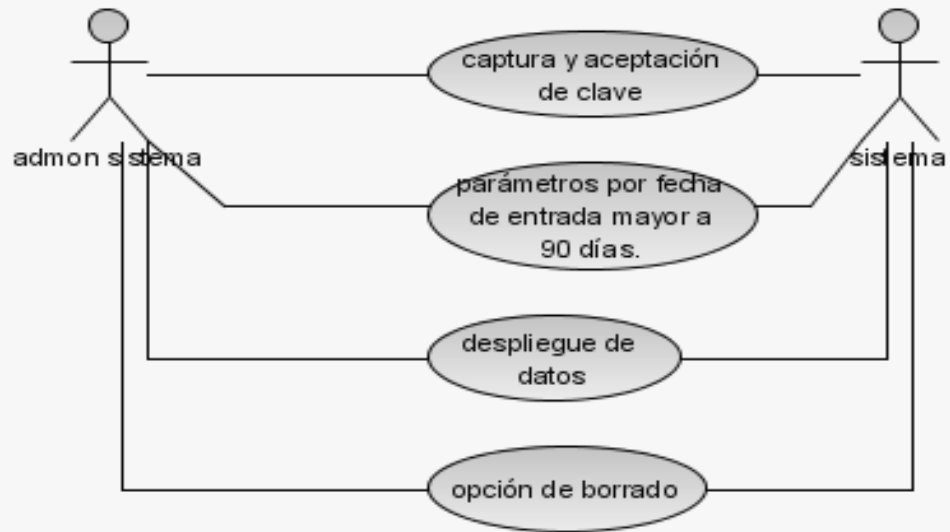 captura y aceptación
de clave
admon sistema
sistema
parámetros por fecha
de entrada mayor a
90 días.
despliegue de
datos
opción de borrado